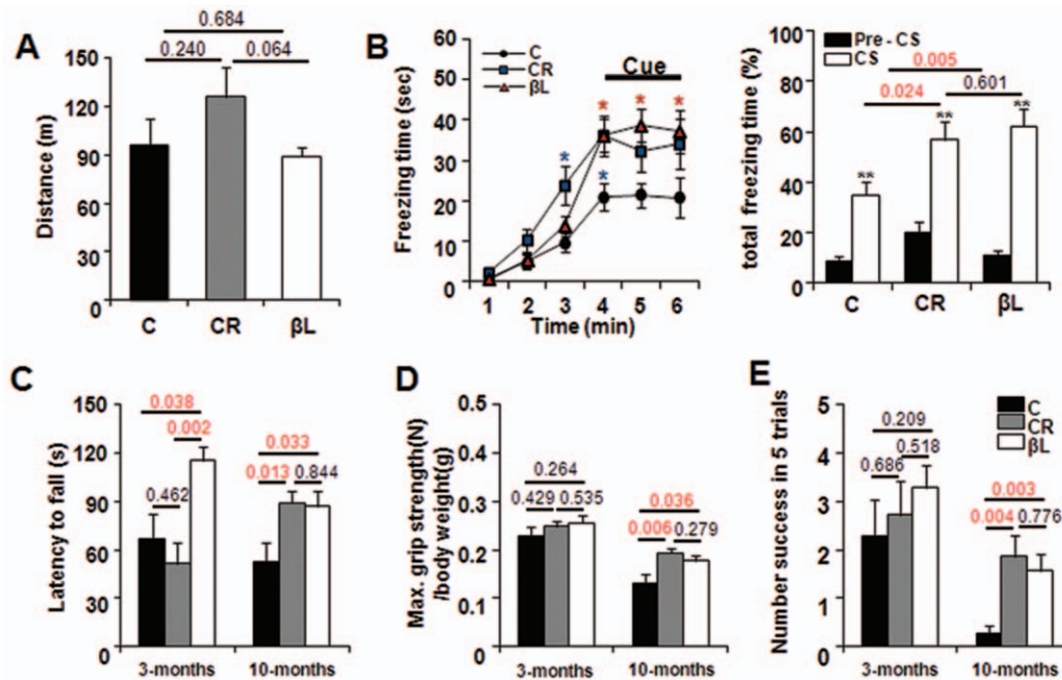 A
0.684
0.240
0.064
Distance (m)
160
120
90
60
30
0
C CR βL
B
Freezing time (sec)
60
50
40
30
20
10
0
C
CR
βL
Cue
*
* * *
*
1 2 3 4 5 6
Time (min)
total freezing time (%)
100
80
60
40
20
0
Pre - CS
CS
0.005
0.024
0.601
**
**
**
C CR βL
C
Latency to fall (s)
150
120
90
60
30
0
0.038
0.002
0.462
0.033
0.013
0.844
3-months 10-months
D
Max. grip strength(N)
/body weight(g)
0.5
0.4
0.3
0.2
0.1
0
0.264
0.429
0.535
0.036
0.006
0.279
3-months 10-months
E
Number success in 5 trials
5
4
3
2
1
0
C
CR
βL
0.209
0.518
0.686
0.003
0.004
0.776
3-months 10-months